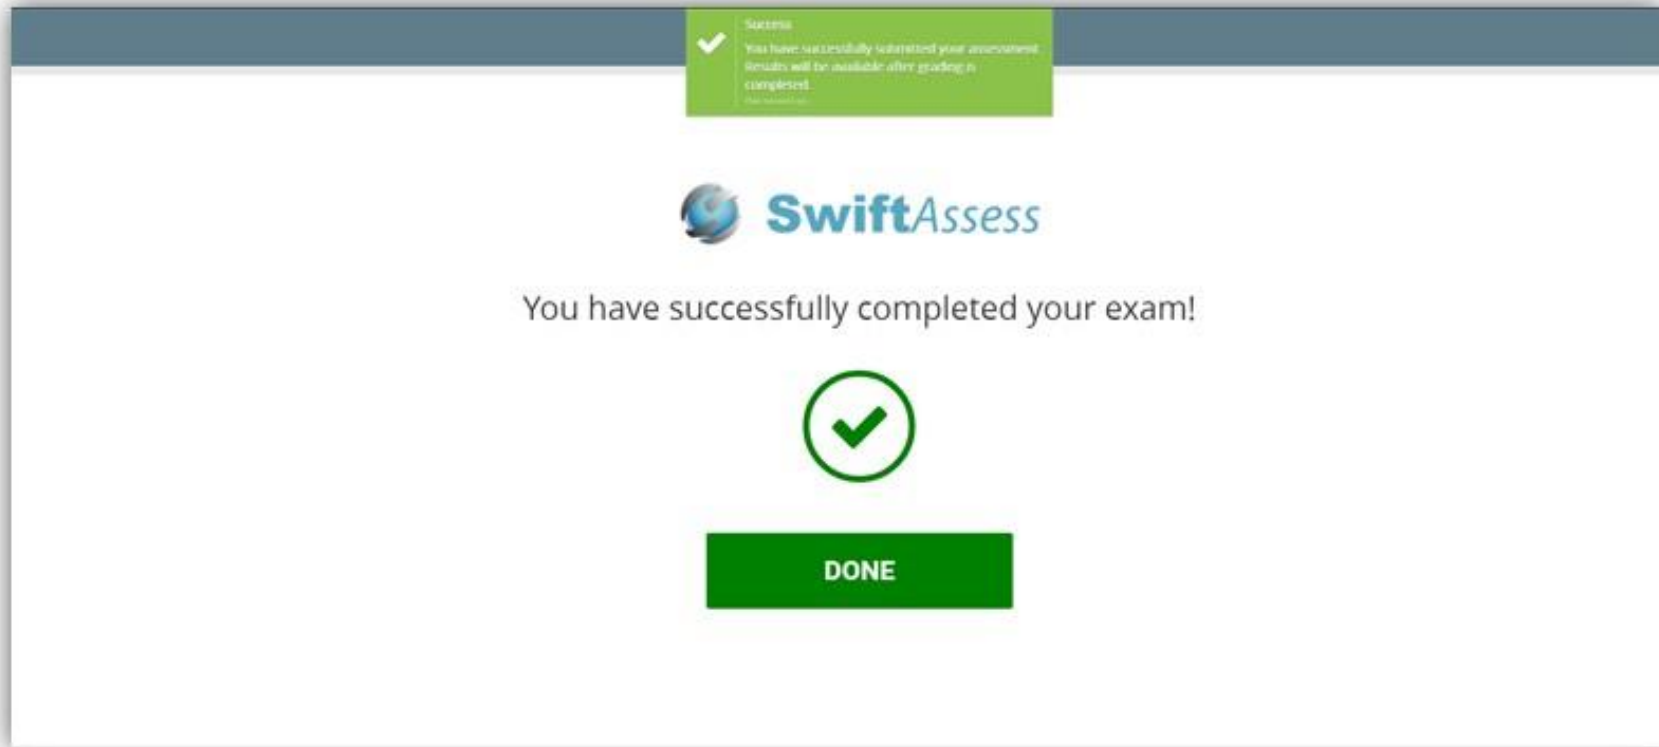 Success
You have successfully submitted your assessment
Results will be available after grading is
completed.
SwiftAssess
You have successfully completed your exam!
DONE